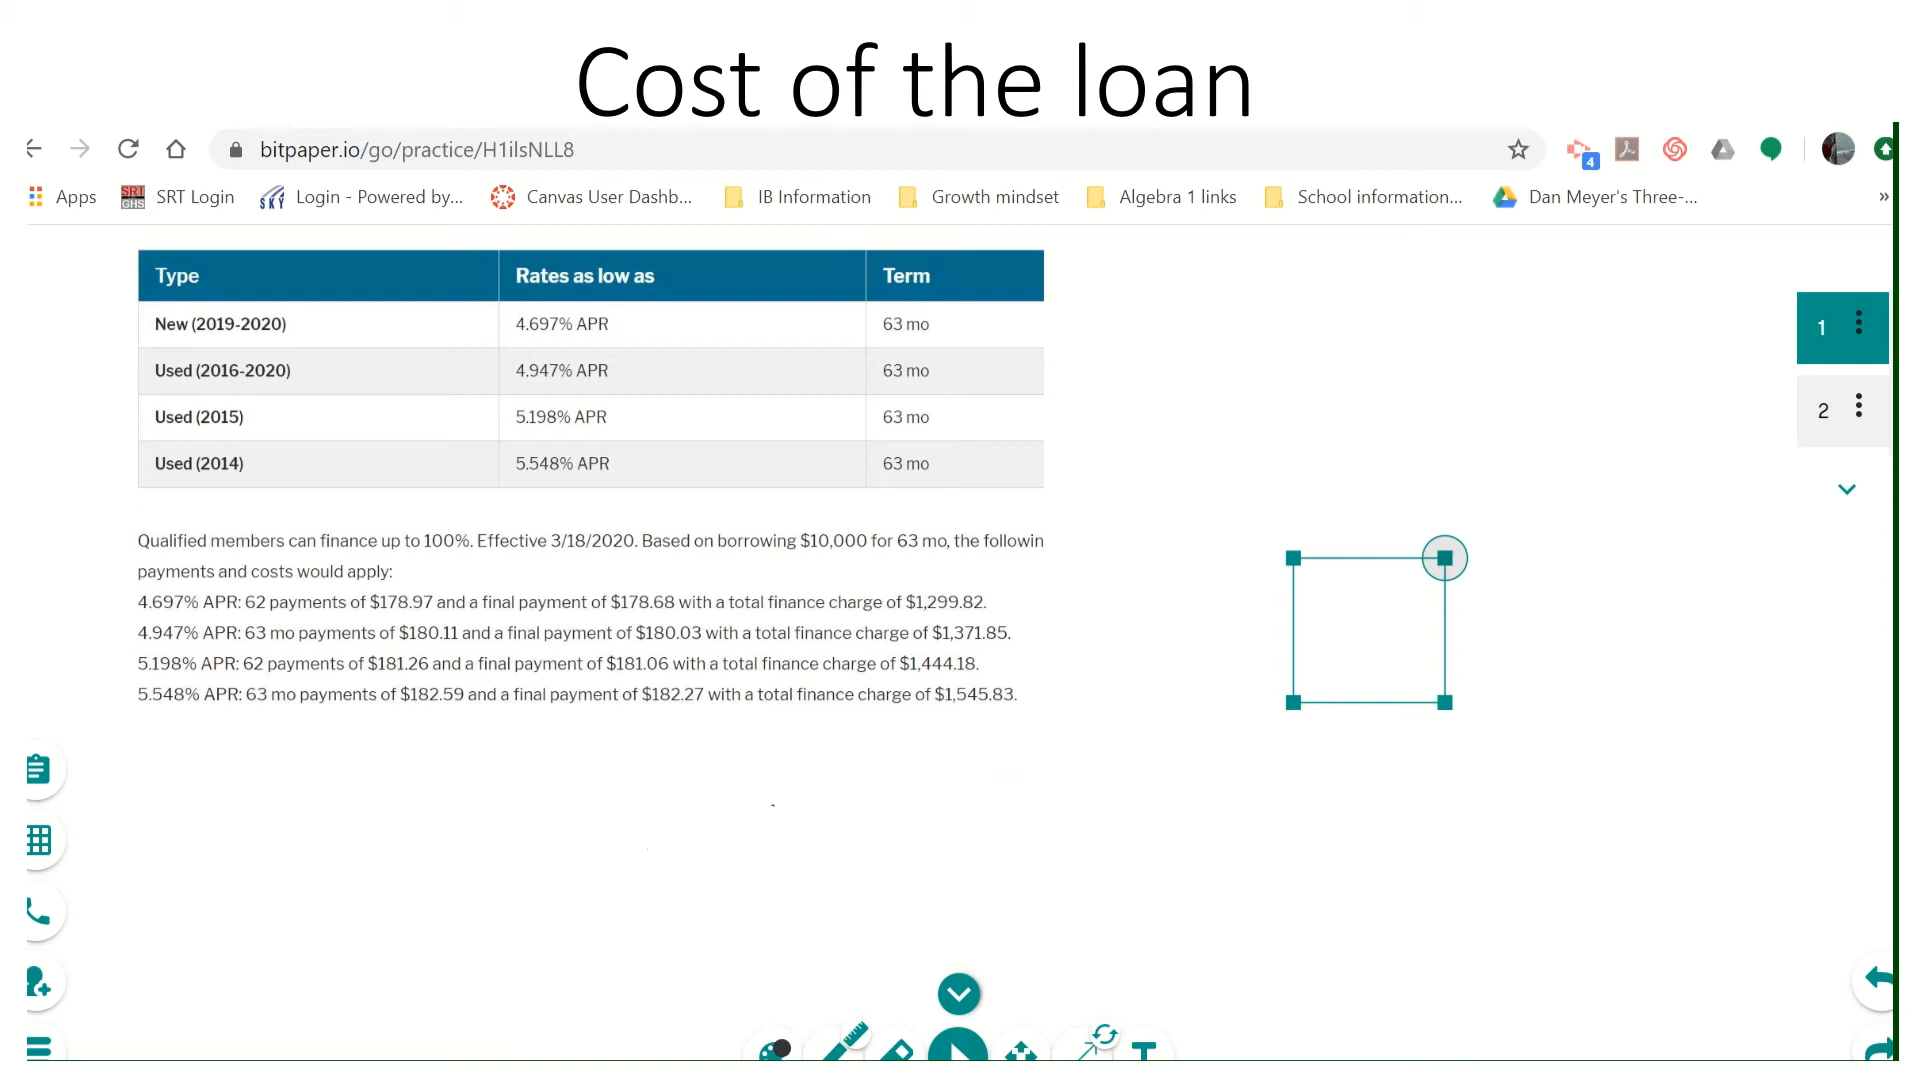 Cost of the loan
bitpaper.io/go/practice/H1ilsNLL8
4
Apps SRT GHS SRT Login SKY Login - Powered by... Canvas User Dashb... IB Information Growth mindset Algebra 1 links School information... Dan Meyer's Three-... »
Type Rates as low as Term
New (2019-2020) 4.697% APR 63 mo
Used (2016-2020) 4.947% APR 63 mo
Used (2015) 5.198% APR 63 mo
Used (2014) 5.548% APR 63 mo
1
2
Qualified members can finance up to 100%. Effective 3/18/2020. Based on borrowing $10,000 for 63 mo, the followin
payments and costs would apply:
4.697% APR: 62 payments of $178.97 and a final payment of $178.68 with a total finance charge of $1,299.82.
4.947% APR: 63 mo payments of $180.11 and a final payment of $180.03 with a total finance charge of $1,371.85.
5.198% APR: 62 payments of $181.26 and a final payment of $181.06 with a total finance charge of $1,444.18.
5.548% APR: 63 mo payments of $182.59 and a final payment of $182.27 with a total finance charge of $1,545.83.
T